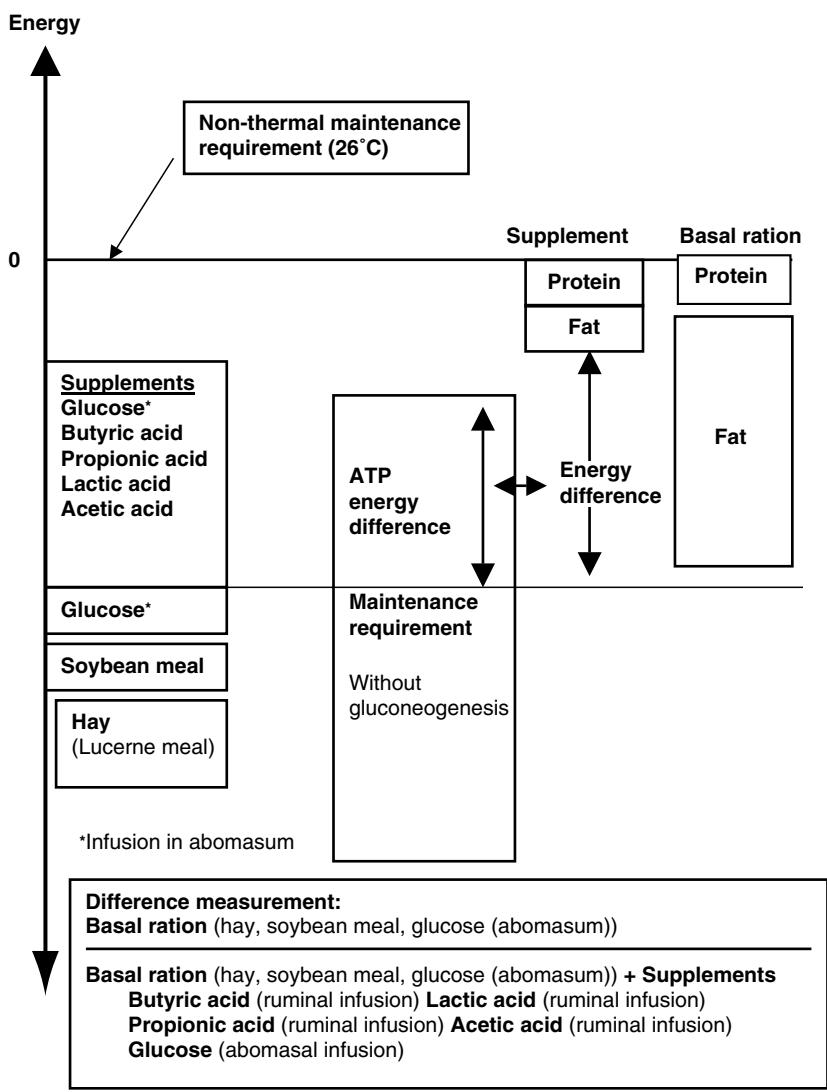 Energy
Non-thermal maintenance
requirement (26˚C)
Supplement
Basal ration
0
Protein
Protein
Fat
Supplements
Glucose*
Butyric acid
Propionic acid
Lactic acid
Acetic acid
ATP
energy
difference
Energy
difference
Fat
Glucose*
Maintenance
requirement
Soybean meal
Without
gluconeogenesis
Hay
(Lucerne meal)
*Infusion in abomasum
Difference measurement:
Basal ration (hay, soybean meal, glucose (abomasum))
Basal ration (hay, soybean meal, glucose (abomasum)) + Supplements
Butyric acid (ruminal infusion) Lactic acid (ruminal infusion)
Propionic acid (ruminal infusion) Acetic acid (ruminal infusion)
Glucose (abomasal infusion)